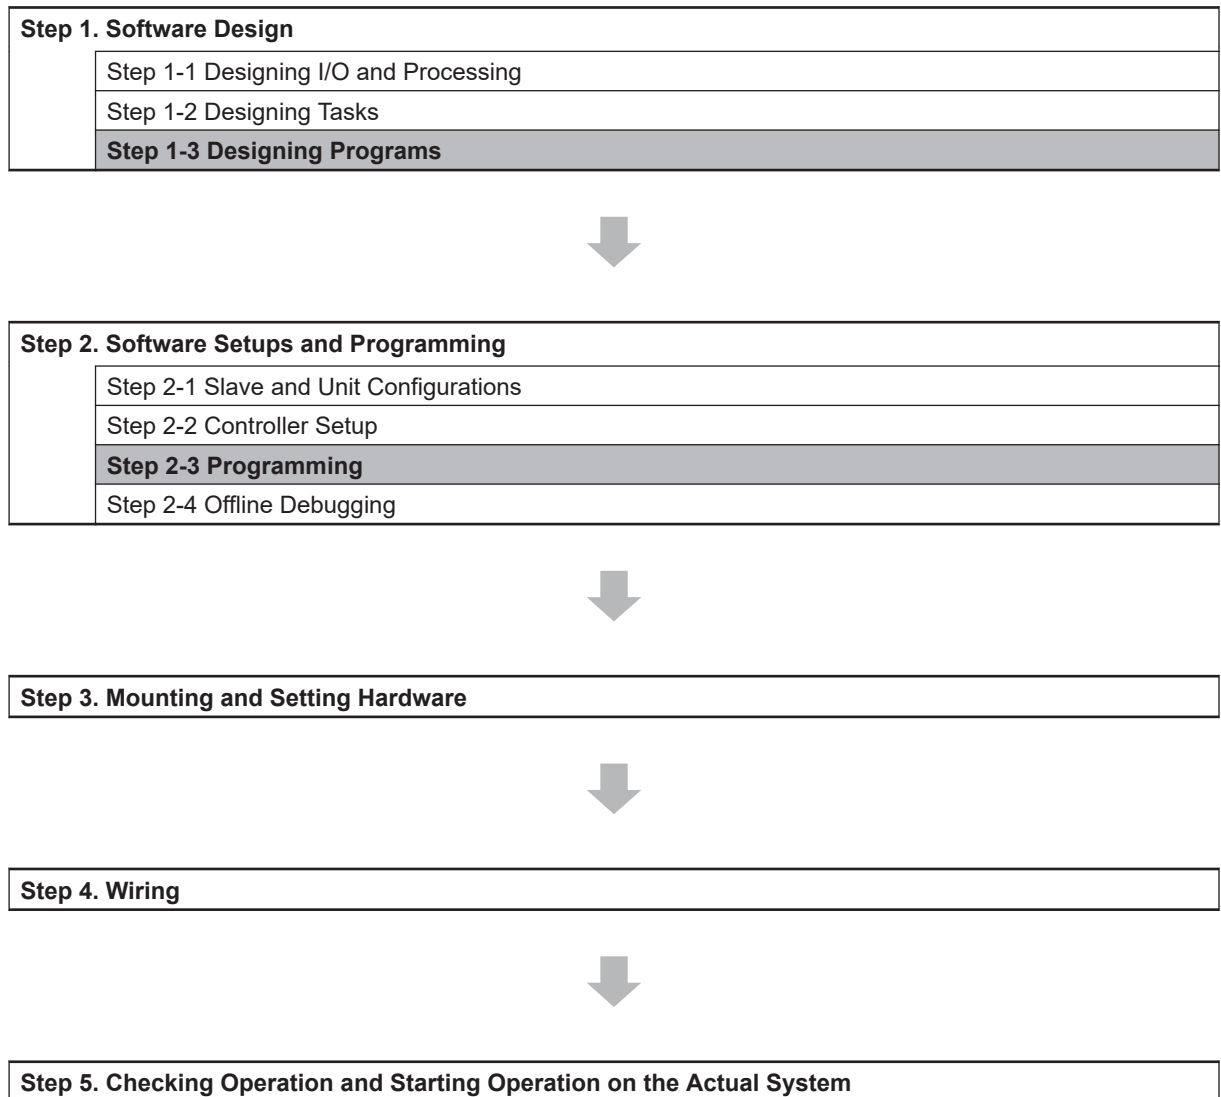 Step 1. Software Design
Step 1-1 Designing I/O and Processing
Step 1-2 Designing Tasks
Step 1-3 Designing Programs
Step 2. Software Setups and Programming
Step 2-1 Slave and Unit Configurations
Step 2-2 Controller Setup
Step 2-3 Programming
Step 2-4 Offline Debugging
Step 3. Mounting and Setting Hardware
Step 4. Wiring
Step 5. Checking Operation and Starting Operation on the Actual System